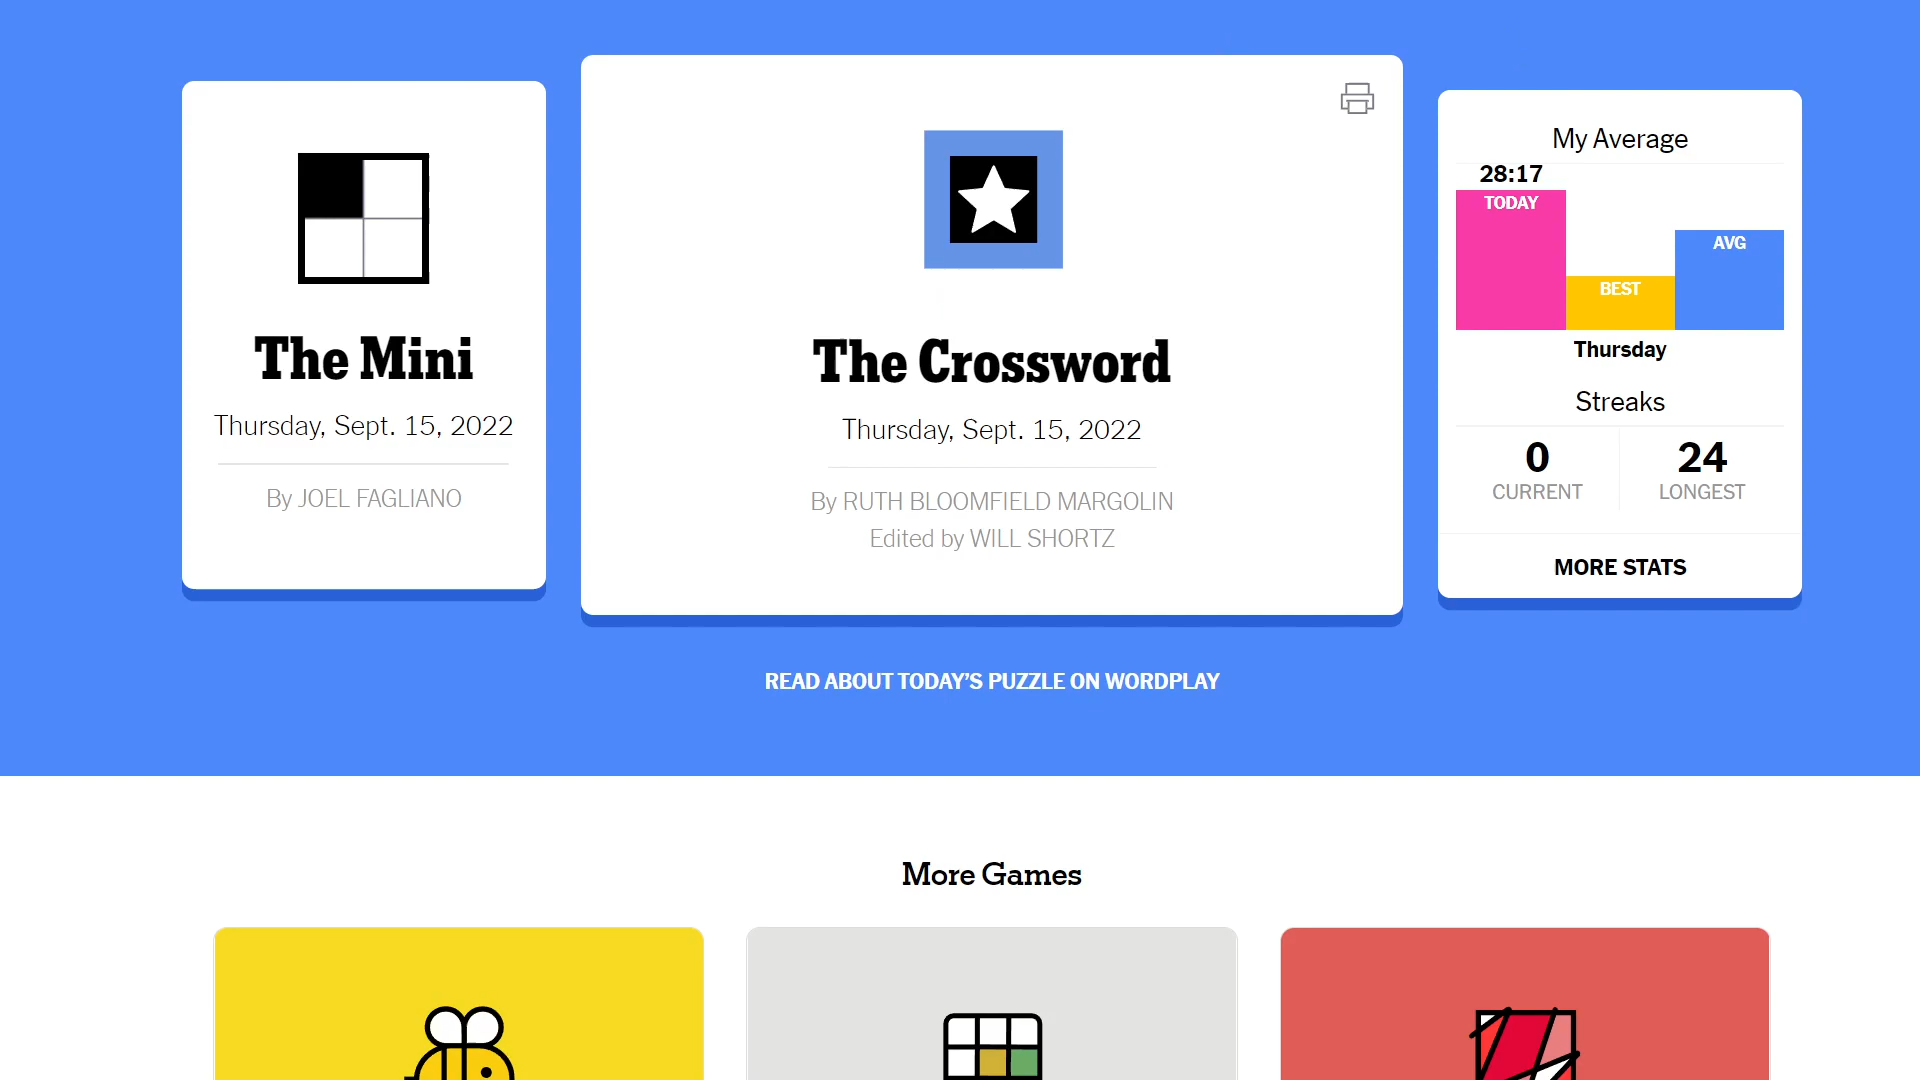 The Mini
Thursday, Sept. 15, 2022
By JOEL FAGLIANO
The Crossword
Thursday, Sept. 15, 2022
By RUTH BLOOMFIELD MARGOLIN
Edited by WILL SHORTZ
My Average
28:17
TODAY
BEST
AVG
Thursday
Streaks
0
CURRENT
24
LONGEST
MORE STATS
READ ABOUT TODAY’S PUZZLE ON WORDPLAY
More Games